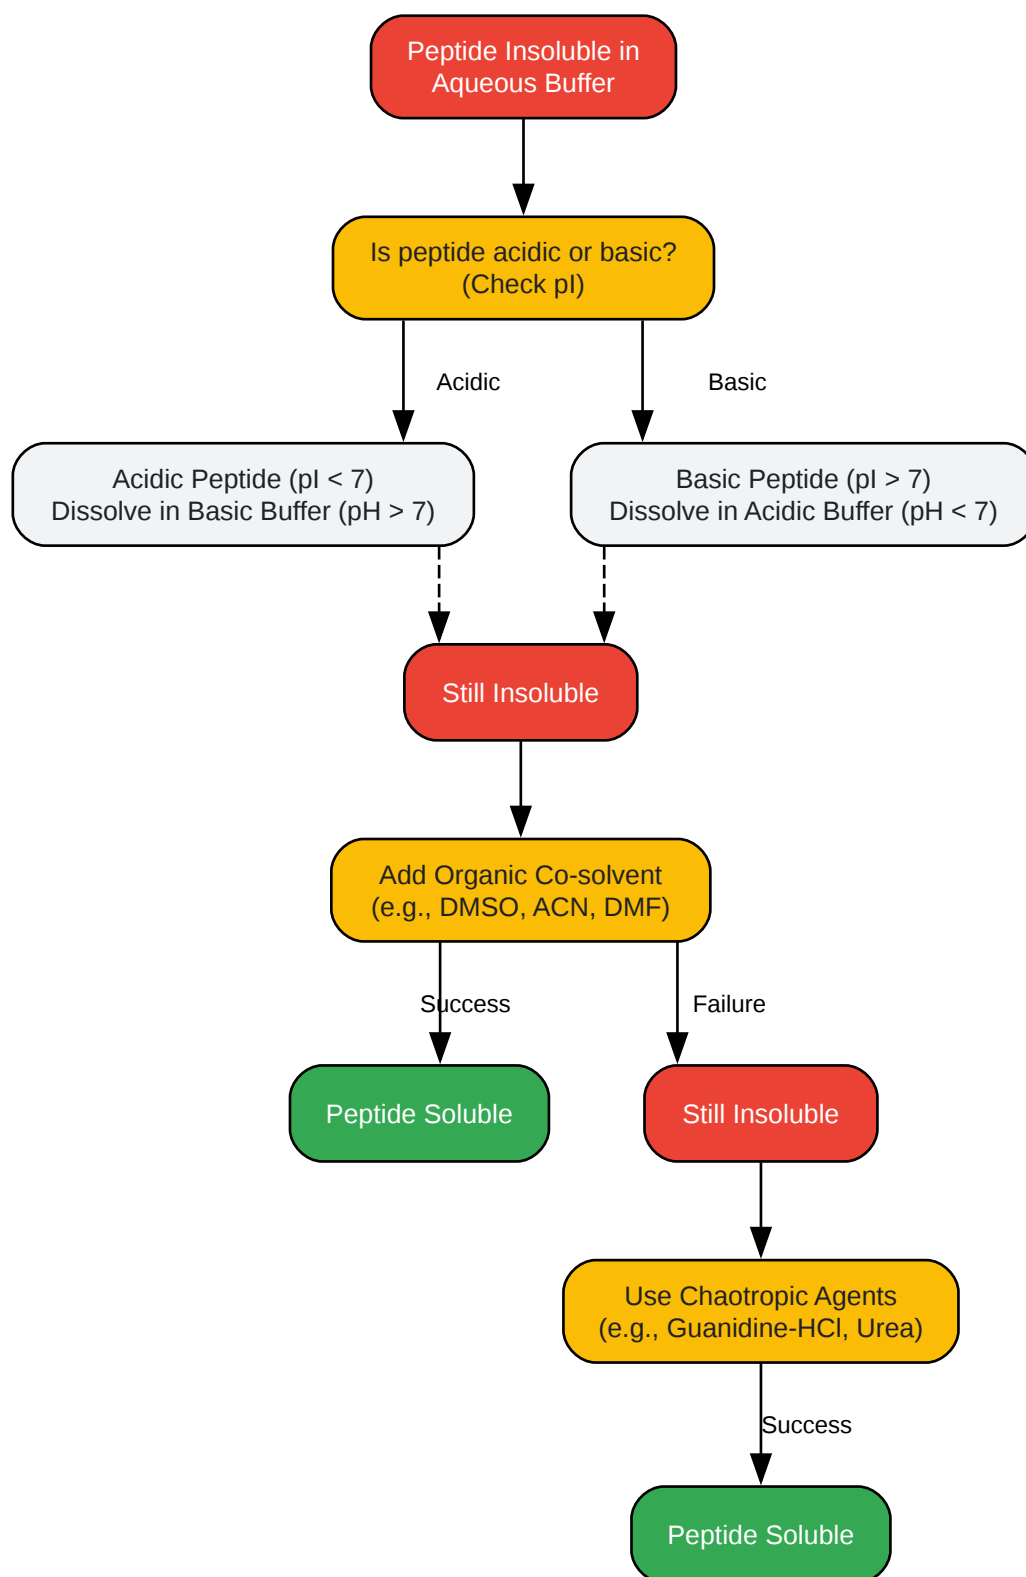 Peptide Insoluble in
Aqueous Buffer
Is peptide acidic or basic?
(Check pI)
Acidic
Basic
Acidic Peptide (pI < 7)
Dissolve in Basic Buffer (pH > 7)
Basic Peptide (pI > 7)
Dissolve in Acidic Buffer (pH < 7)
Still Insoluble
Add Organic Co-solvent
(e.g., DMSO, ACN, DMF)
Success
Failure
Peptide Soluble
Still Insoluble
Use Chaotropic Agents
(e.g., Guanidine-HCl, Urea)
Success
Peptide Soluble